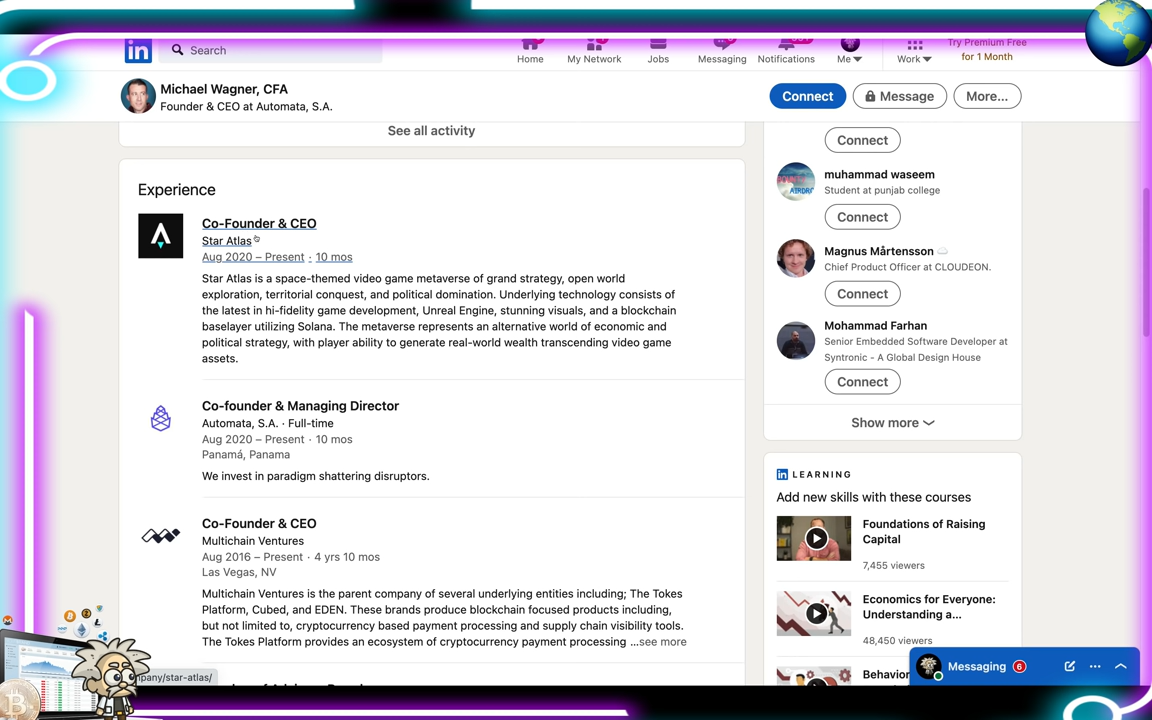 in
Search
Home
My Network
Jobs
Messaging
Notifications
Me
Work
Try Premium Free
for 1 Month
Michael Wagner, CFA
Founder & CEO at Automata, S.A.
Connect
Message
More...
See all activity
Experience
Co-Founder & CEO
Star Atlas
Aug 2020 – Present · 10 mos
Star Atlas is a space-themed video game metaverse of grand strategy, open world
exploration, territorial conquest, and political domination. Underlying technology consists of
the latest in hi-fidelity game development, Unreal Engine, stunning visuals, and a blockchain
baselayer utilizing Solana. The metaverse represents an alternative world of economic and
political strategy, with player ability to generate real-world wealth transcending video game
assets.
Co-founder & Managing Director
Automata, S.A. · Full-time
Aug 2020 – Present · 10 mos
Panamá, Panama
We invest in paradigm shattering disruptors.
Co-Founder & CEO
Multichain Ventures
Aug 2016 – Present · 4 yrs 10 mos
Las Vegas, NV
Multichain Ventures is the parent company of several underlying entities including; The Tokes
Platform, Cubed, and EDEN. These brands produce blockchain focused products including,
but not limited to, cryptocurrency based payment processing and supply chain visibility tools.
The Tokes Platform provides an ecosystem of cryptocurrency payment processing ...see more
Connect
muhammad waseem
Student at punjab college
Connect
Magnus Mårtensson
Chief Product Officer at CLOUDEON.
Connect
Mohammad Farhan
Senior Embedded Software Developer at
Syntronic - A Global Design House
Connect
Show more
in LEARNING
Add new skills with these courses
Foundations of Raising
Capital
7,455 viewers
Economics for Everyone:
Understanding a...
48,450 viewers
Behavior
Messaging 6
mpany/star-atlas/